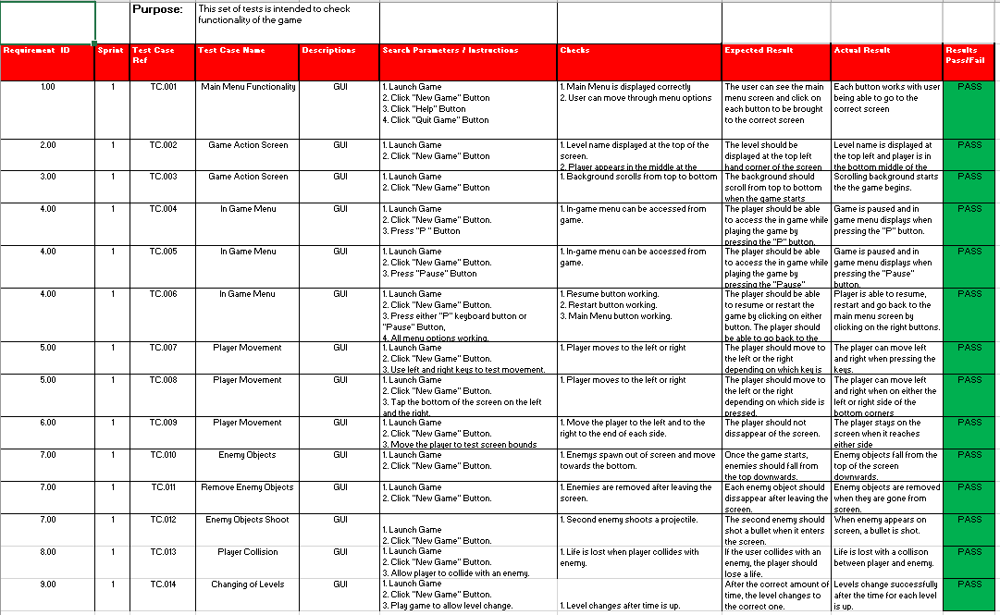 Purpose:
This set of tests is intended to check
functionality of the game
Requirement ID
Sprint
Test Case
Ref
Test Case Name
Descriptions
Search Parameters / Instructions
Checks
Expected Result
Actual Result
Results
Pass/Fail
1.00
1
TC.001
Main Menu Functionality
GUI
1. Launch Game
2. Click "New Game" Button
3. Click "Help" Button
4. Click "Quit Game" Button
1. Main Menu is displayed correctly
2. User can move through menu options
The user can see the main
menu screen and click on
each button to be brought
to the correct screen
Each button works with user
being able to go to the
correct screen
PASS
2.00
1
TC.002
Game Action Screen
GUI
1. Launch Game
2. Click "New Game" Button
1. Level name displayed at the top of the
screen.
2. Player appears in the middle at the
The level should be
displayed at the top left
hand corner of the screen
Level name is displayed at
the top left and player is in
the bottom middle of the
PASS
3.00
1
TC.003
Game Action Screen
GUI
1. Launch Game
2. Click "New Game" Button
1. Background scrolls from top to bottom
The background should
scroll from top to bottom
when the game starts
Scrolling background starts
the the game begins.
PASS
4.00
1
TC.004
In Game Menu
GUI
1. Launch Game
2. Click "New Game" Button.
3. Press "P " Button
1. In-game menu can be accessed from
game.
The player should be able
to access the in game while
playing the game by
pressing the "P" button.
Game is paused and in
game menu displays when
pressing the "P" button.
PASS
4.00
1
TC.005
In Game Menu
GUI
1. Launch Game
2. Click "New Game" Button.
3. Press "Pause" Button
1. In-game menu can be accessed from
game.
The player should be able
to access the in game while
playing the game by
pressing the "Pause"
Game is paused and in
game menu displays when
pressing the "Pause"
button.
PASS
4.00
1
TC.006
In Game Menu
GUI
1. Launch Game
2. Click "New Game" Button.
3. Press either "P" keyboard button or
"Pause" Button,
4. All menu options working.
1. Resume button working.
2. Restart button working.
3. Main Menu button working.
The player should be able
to resume or restart the
game by clicking on either
button. The player should
be able to go back to the
Player is able to resume,
restart and go back to the
main menu screen by
clicking on the right buttons.
PASS
5.00
1
TC.007
Player Movement
GUI
1. Launch Game
2. Click "New Game" Button.
3. Use left and right keys to test movement.
1. Player moves to the left or right
The player should move to
the left or the right
depending on which key is
The player can move left
and right when pressing the
keys.
PASS
5.00
1
TC.008
Player Movement
GUI
1. Launch Game
2. Click "New Game" Button.
3. Tap the bottom of the screen on the left
and the right.
1. Player moves to the left or right
The player should move to
the left or the right
depending on which side is
pressed.
The player can move left
and right when on either the
left or right side of the
bottom corners
PASS
6.00
1
TC.009
Player Movement
GUI
1. Launch Game
2. Click "New Game" Button.
3. Move the player to test screen bounds
1. Move the player to the left and to the
right to the end of each side.
The player should not
dissappear of the screen.
The player stays on the
screen when it reaches
either side
PASS
7.00
1
TC.010
Enemy Objects
GUI
1. Launch Game
2. Click "New Game" Button.
1. Enemys spawn out of screen and move
towards the bottom.
Once the game starts,
enemies should fall from
the top downwards.
Enemy objects fall from the
top of the screen
downwards.
PASS
7.00
1
TC.011
Remove Enemy Objects
GUI
1. Launch Game
2. Click "New Game" Button.
1. Enemies are removed after leaving the
screen.
Each enemy object should
dissappear after leaving the
screen.
Enemy objects are removed
when they are gone from
screen.
PASS
7.00
1
TC.012
Enemy Objects Shoot
GUI
1. Launch Game
2. Click "New Game" Button.
1. Second enemy shoots a projectile.
The second enemy should
shot a bullet when it enters
the screen.
When enemy appears on
screen, a bullet is shot.
PASS
8.00
1
TC.013
Player Collision
GUI
1. Launch Game
2. Click "New Game" Button.
3. Allow player to collide with an enemy.
1. Life is lost when player collides with
enemy.
If the user collides with an
enemy, the player should
lose a life.
Life is lost with a collison
between player and enemy.
PASS
9.00
1
TC.014
Changing of Levels
GUI
1. Launch Game
2. Click "New Game" Button.
3. Play game to allow level change.
1. Level changes after time is up.
After the correct amount of
time, the level changes to
the correct one.
Levels change successfully
after the time for each level
is up.
PASS